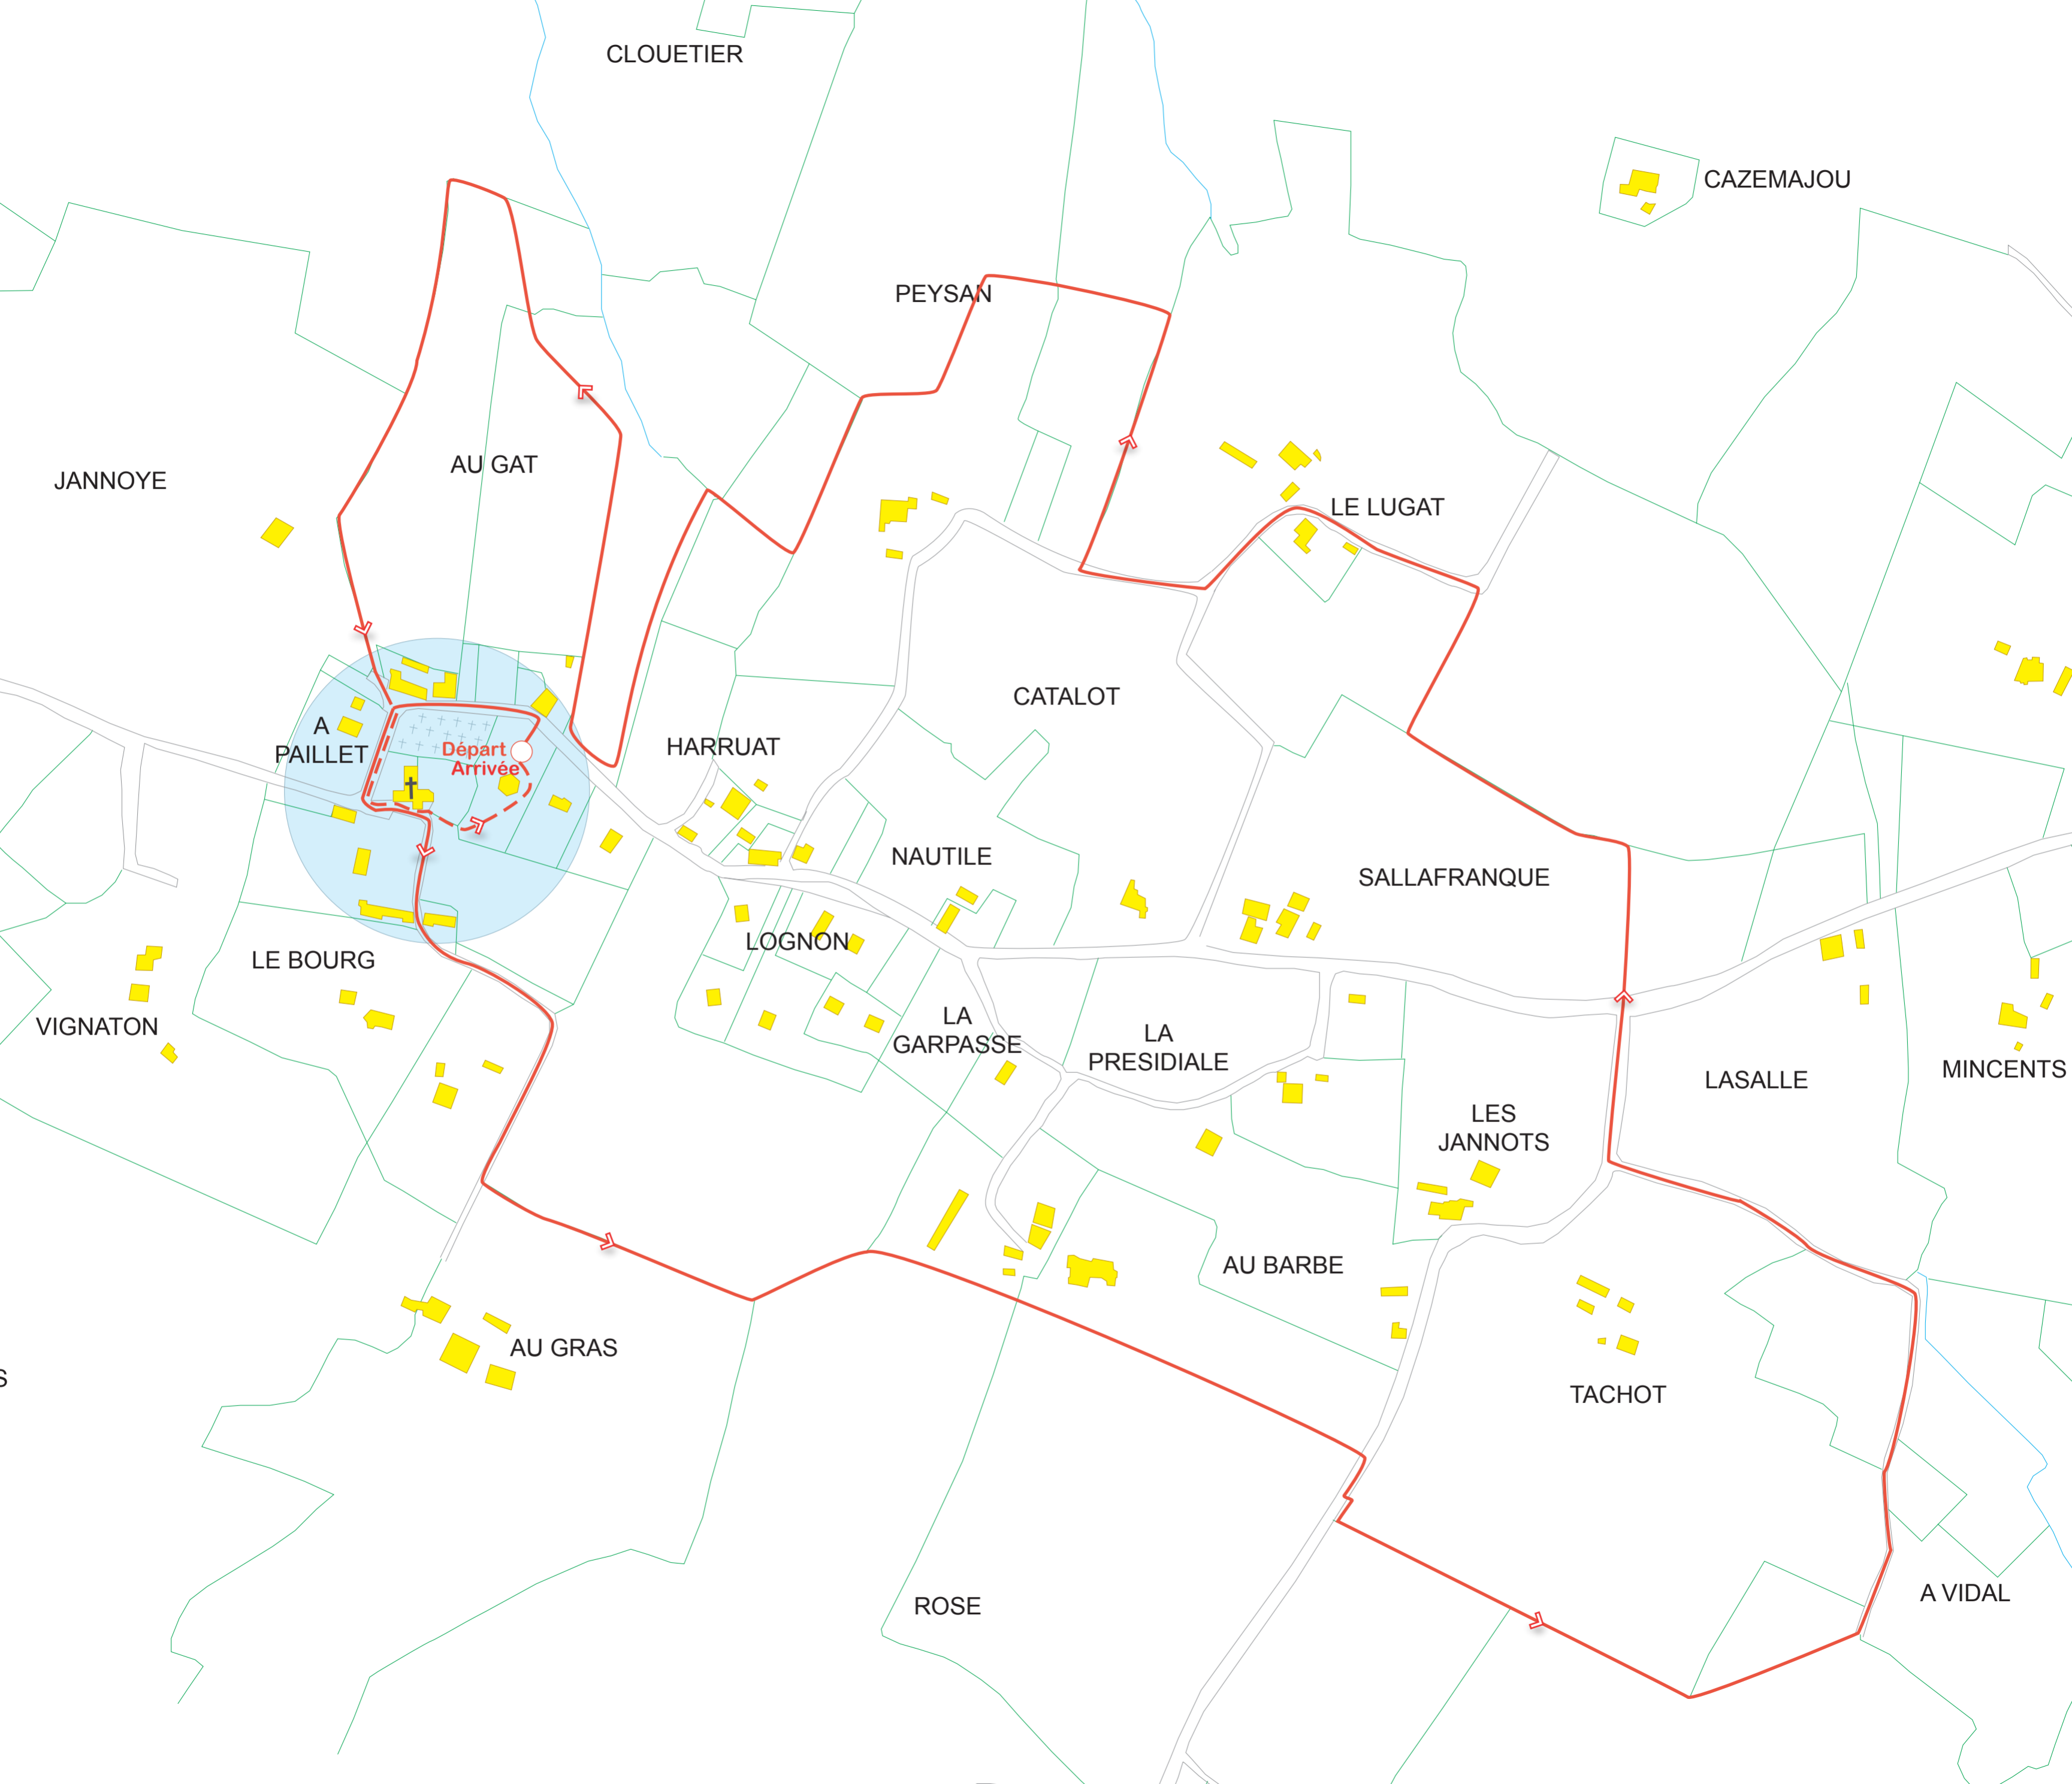 CLOUETIER
CAZEMAJOU
PEYSAN
AU GAT
JANNOYE
LE LUGAT
CATALOT
A
PAILLET
Départ
Arrivée
HARRUAT
NAUTILE
SALLAFRANQUE
LOGNON
LE BOURG
VIGNATON
LA
GARPASSE
LA
PRESIDIALE
LASALLE
MINCENTS
LES
JANNOTS
AU BARBE
AU GRAS
S
TACHOT
ROSE
A VIDAL